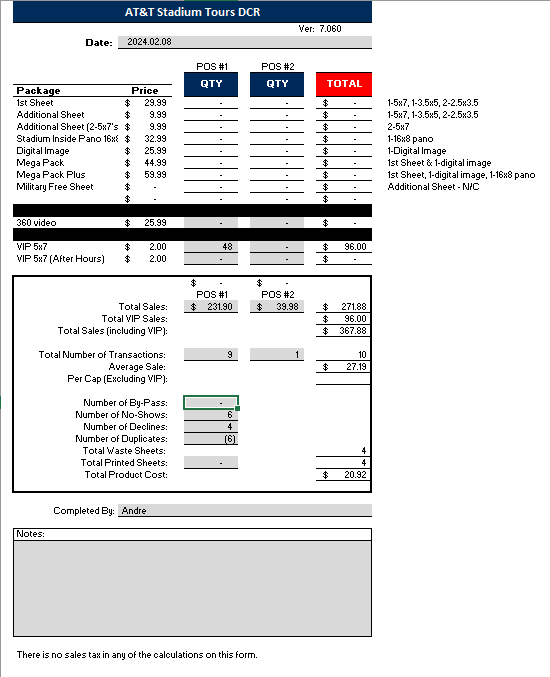 AT&T Stadium Tours DCR
Ver: 7.060
Date: 2024.02.08
POS #1 POS #2
Package Price QTY QTY TOTAL
1st Sheet $ 29.99 - - $ - 1-5x7, 1-3.5x5, 2-2.5x3.5
Additional Sheet $ 9.99 - - $ - 1-5x7, 1-3.5x5, 2-2.5x3.5
Additional Sheet (2-5x7's $ 9.99 - - $ - 2-5x7
Stadium Inside Pano 16x8 $ 32.99 - - $ - 1-16x8 pano
Digital Image $ 25.99 - - $ - 1-Digital Image
Mega Pack $ 44.99 - - $ - 1st Sheet & 1-digital image
Mega Pack Plus $ 59.99 - - $ - 1st Sheet, 1-digital image, 1-16x8 pano
Military Free Sheet $ - - - $ - Additional Sheet - N/C
$ - - - $ -
360 video $ 25.99 - - $ -
VIP 5x7 $ 2.00 48 - $ 96.00
VIP 5x7 (After Hours) $ 2.00 - - $ -
$ - $ -
POS #1 POS #2
Total Sales: $ 231.90 $ 39.98 $ 271.88
Total VIP Sales: $ 96.00
Total Sales (including VIP): $ 367.88
Total Number of Transactions: 9 1 10
Average Sale: $ 27.19
Per Cap (Excluding VIP):
Number of By-Pass: -
Number of No-Shows: 6
Number of Declines: 4
Number of Duplicates: (6)
Total Waste Sheets: 4
Total Printed Sheets: - 4
Total Product Cost: $ 20.92
Completed By: Andre
Notes:
There is no sales tax in any of the calculations on this form.